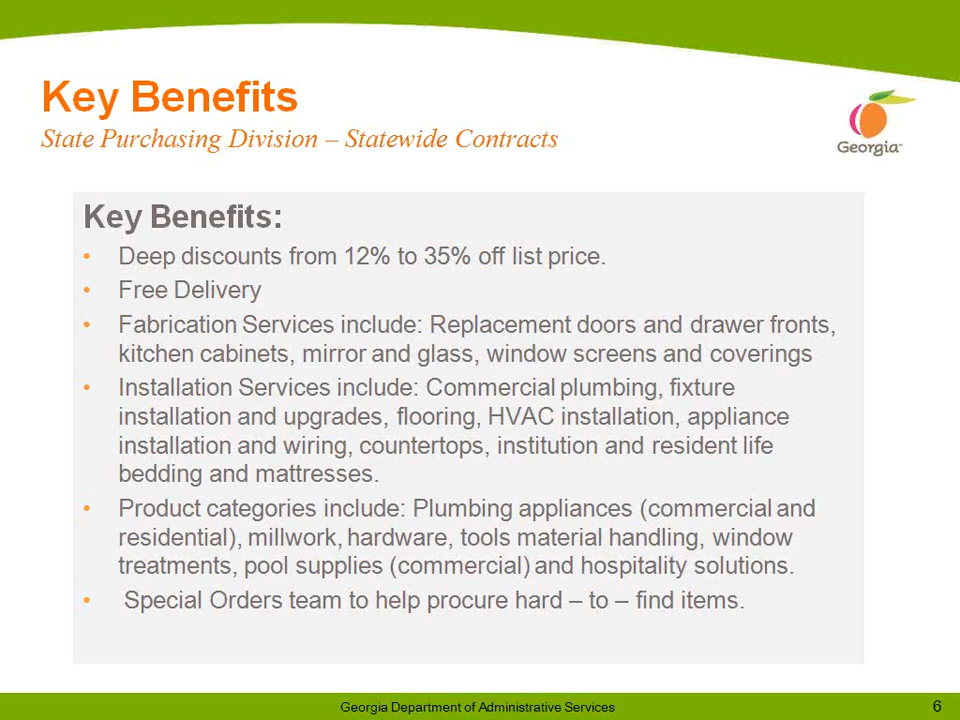 Key Benefits
State Purchasing Division – Statewide Contracts
Georgia™
Key Benefits:
• Deep discounts from 12% to 35% off list price.
• Free Delivery
• Fabrication Services include: Replacement doors and drawer fronts,
kitchen cabinets, mirror and glass, window screens and coverings
• Installation Services include: Commercial plumbing, fixture
installation and upgrades, flooring, HVAC installation, appliance
installation and wiring, countertops, institution and resident life
bedding and mattresses.
• Product categories include: Plumbing appliances (commercial and
residential), millwork, hardware, tools material handling, window
treatments, pool supplies (commercial) and hospitality solutions.
• Special Orders team to help procure hard – to – find items.
Georgia Department of Administrative Services
6